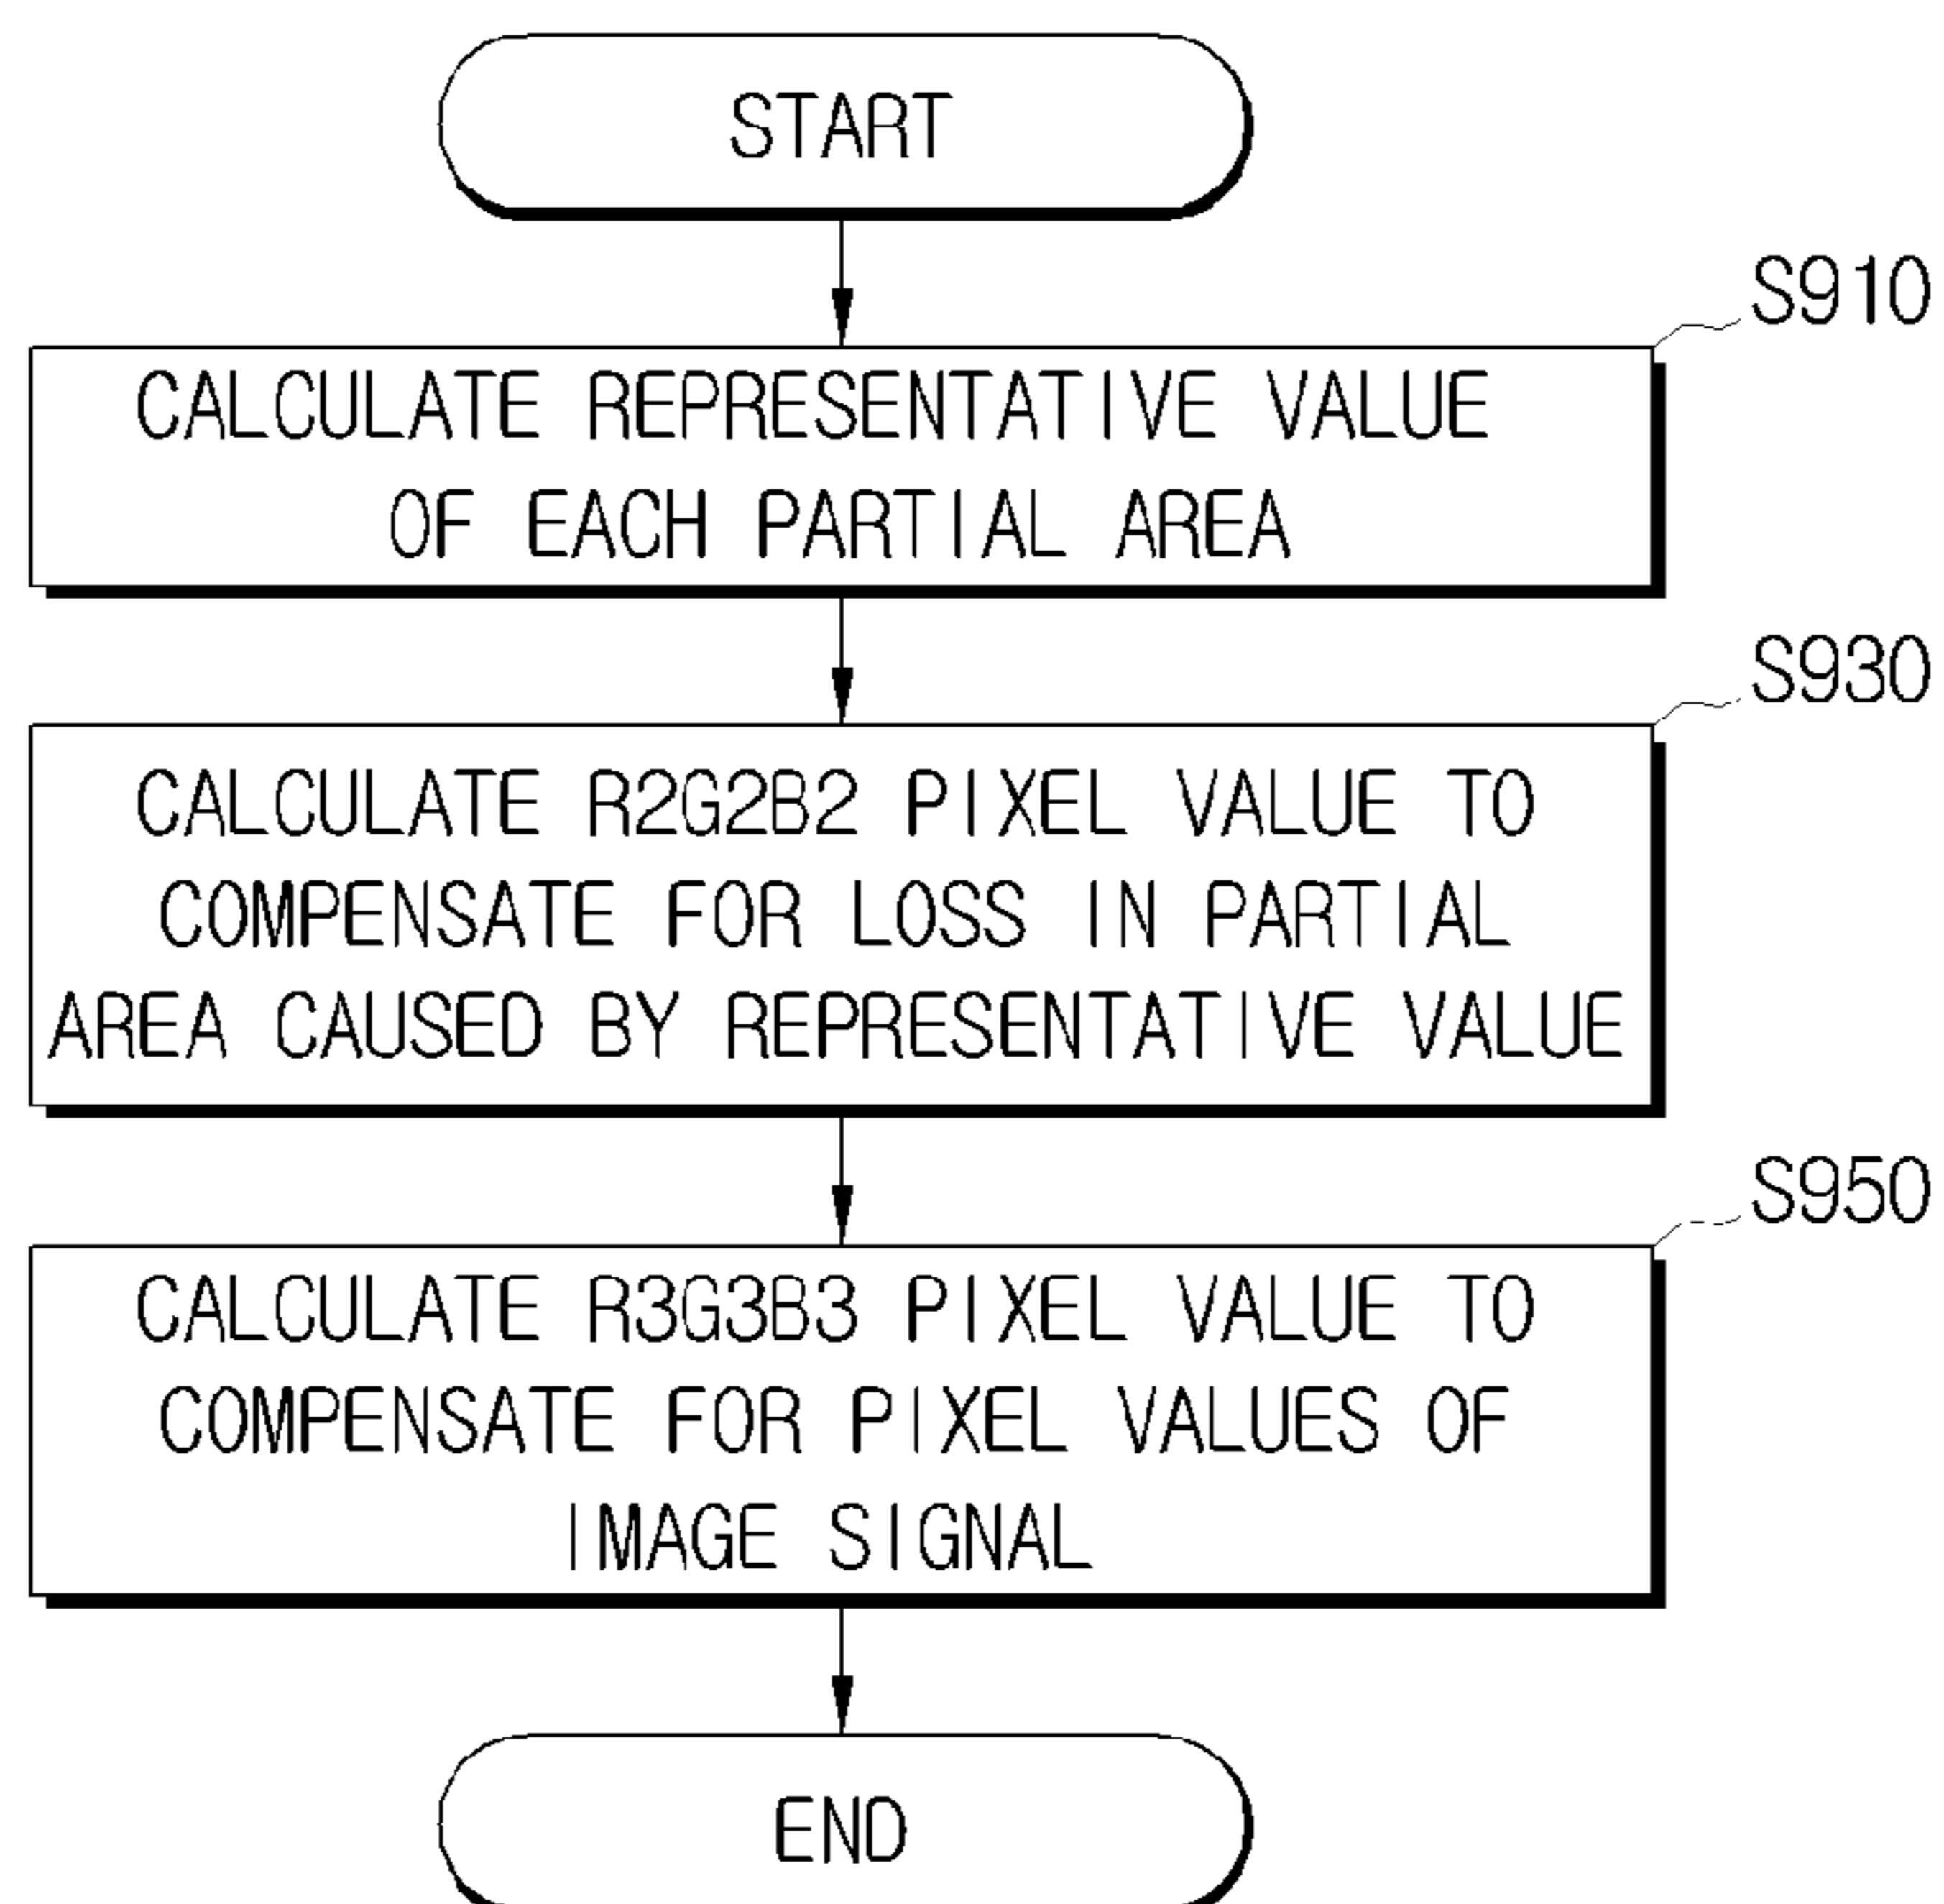 START
S910
CALCULATE REPRESENTATIVE VALUE
OF EACH PARTIAL AREA
S930
CALCULATE R2G2B2 PIXEL VALUE TO
COMPENSATE FOR LOSS IN PARTIAL
AREA CAUSED BY REPRESENTATIVE VALUE
S950
CALCULATE R3G3B3 PIXEL VALUE TO
COMPENSATE FOR PIXEL VALUES OF
IMAGE SIGNAL
END